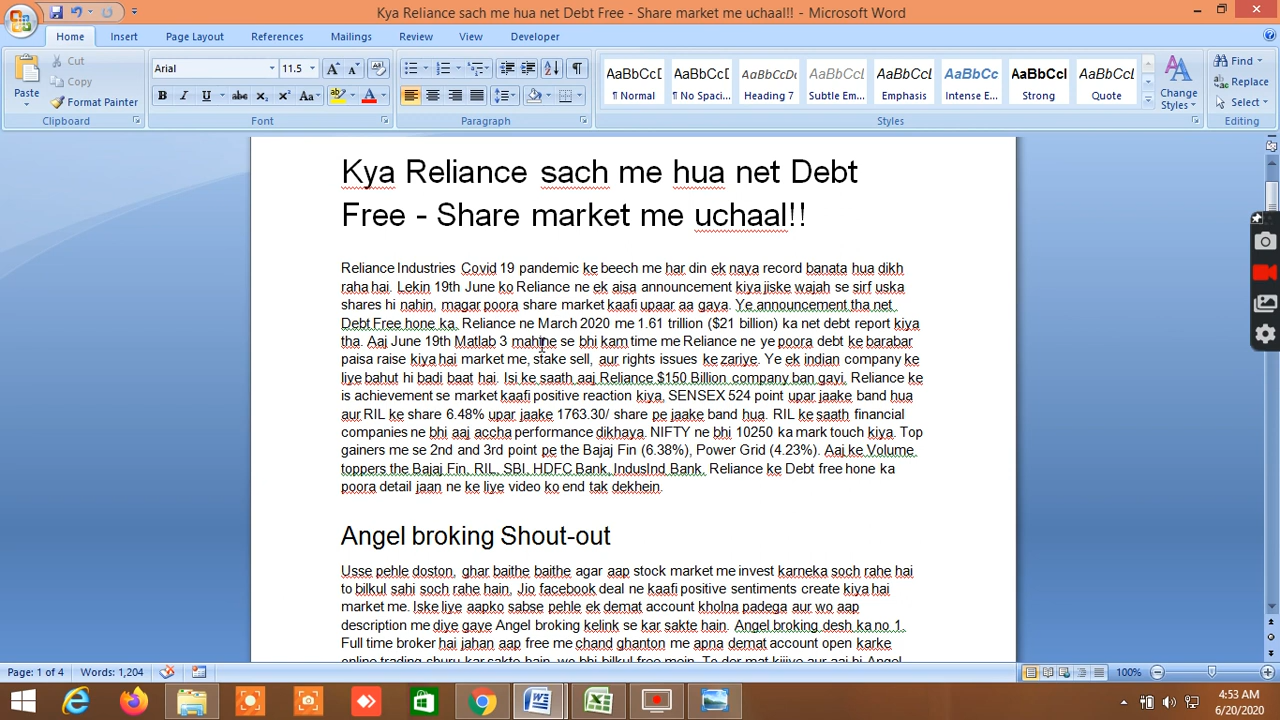 Kya Reliance sach me hua net Debt Free - Share market me uchaal!! - Microsoft Word
Home Insert Page Layout References Mailings Review View Developer
Paste
Cut
Copy
Format Painter
Clipboard
Arial 11.5
Font
Paragraph
AaBbCcD AaBbCcD AaBbCcDd AaBbCcD AaBbCcL AaBbCc AaBbCcl AaBbCcL
¶ Normal ¶ No Spaci... Heading 7 Subtle Em... Emphasis Intense E... Strong Quote
Change Styles
Styles
Find
Replace
Select
Editing
Kya Reliance sach me hua net Debt
Free - Share market me uchaal!!
Reliance Industries Covid 19 pandemic ke beech me har din ek naya record banata hua dikh
raha hai. Lekin 19th June ko Reliance ne ek aisa announcement kiya jiske wajah se sirf uska
shares hi nahin, magar poora share market kaafi upaar aa gaya. Ye announcement tha net
Debt Free hone ka. Reliance ne March 2020 me 1.61 trillion ($21 billion) ka net debt report kiya
tha. Aaj June 19th Matlab 3 mahine se bhi kam time me Reliance ne ye poora debt ke barabar
paisa raise kiya hai market me, stake sell, aur rights issues ke zariye. Ye ek indian company ke
liye bahut hi badi baat hai. Isi ke saath aaj Reliance $150 Billion company ban gayi. Reliance ke
is achievement se market kaafi positive reaction kiya, SENSEX 524 point upar jaake band hua
aur RIL ke share 6.48% upar jaake 1763.30/ share pe jaake band hua. RIL ke saath financial
companies ne bhi aaj accha performance dikhaya. NIFTY ne bhi 10250 ka mark touch kiya. Top
gainers me se 2nd and 3rd point pe the Bajaj Fin (6.38%), Power Grid (4.23%). Aaj ke Volume
toppers the Bajaj Fin, RIL, SBI, HDFC Bank, IndusInd Bank. Reliance ke Debt free hone ka
poora detail jaan ne ke liye video ko end tak dekhein.
Angel broking Shout-out
Usse pehle doston, ghar baithe baithe agar aap stock market me invest karneka soch rahe hai
to bilkul sahi soch rahe hain, Jio facebook deal ne kaafi positive sentiments create kiya hai
market me. Iske liye aapko sabse pehle ek demat account kholna padega aur wo aap
description me diye gaye Angel broking kelink se kar sakte hain. Angel broking desh ka no 1.
Full time broker hai jahan aap free me chand ghanton me apna demat account open karke
online trading shuru kar sakte hain, wo bhi bilkul free mein. To der mat kijiye aur aaj hi Angel
Page: 1 of 4 Words: 1,204 100%
4:53 AM
6/20/2020